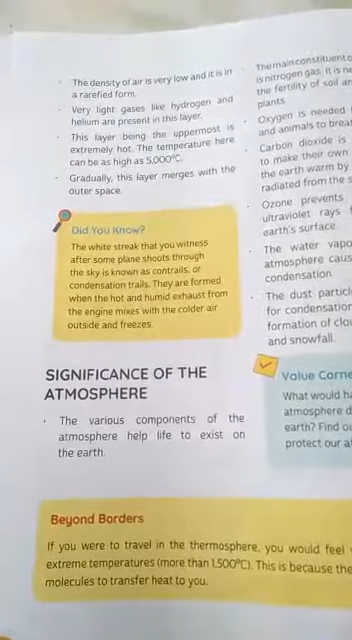 · The density of air is very low and it is in
a rarefied form.
· Very light gases like hydrogen and
helium are present in this layer.
· This layer being the uppermost is
extremely hot. The temperature here
can be as high as 5,000°C.
· Gradually, this layer merges with the
outer space.
Did You Know?
The white streak that you witness
after some plane shoots through
the sky is known as contrails, or
condensation trails. They are formed
when the hot and humid exhaust from
the engine mixes with the colder air
outside and freezes.
SIGNIFICANCE OF THE
ATMOSPHERE
· The various components of the
atmosphere help life to exist on
the earth.
· The main constituent
is nitrogen gas. It is
the fertility of soil
plants.
· Oxygen is needed
and animals to
· Carbon dioxide is
to make their own
the earth warm by
radiated from the
· Ozone prevents
ultraviolet rays
earth's surface.
· The water
atmosphere
condensation.
· The dust
for condensation
formation of
and snowfall.
Value
What would
atmosphere
earth? Find
protect our
Beyond Borders
If you were to travel in the thermosphere, you would feel
extreme temperatures (more than 1,500°C). This is because the
molecules to transfer heat to you.